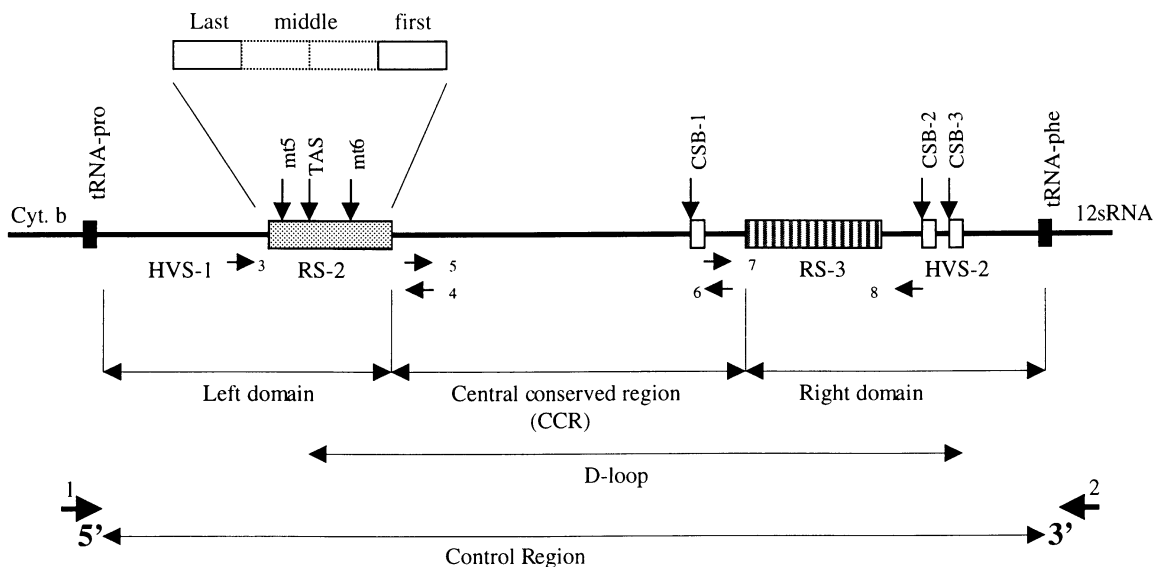 Last middle first
tRNA-pro
mt5
TAS
mt6
CSB-1
CSB-2
CSB-3
tRNA-phe
Cyt. b
12sRNA
HVS-1
3
RS-2
5
4
7
6
RS-3
8
HVS-2
Left domain
Central conserved region
(CCR)
Right domain
D-loop
1
2
5’
3’
Control Region